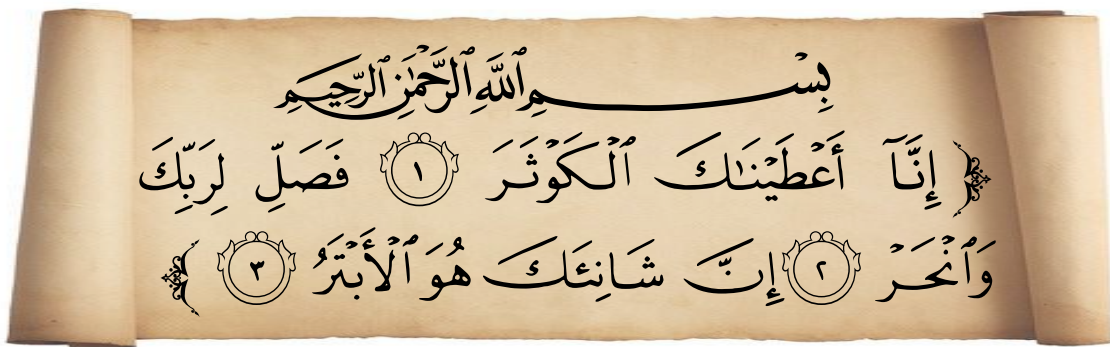 بِسْمِ ٱللَّهِ ٱلرَّحْمَٰنِ ٱلرَّحِيمِ
﴿ إِنَّآ أَعْطَيْنَٰكَ ٱلْكَوْثَرَ ١ فَصَلِّ لِرَبِّكَ
وَٱنْحَرْ ٢ إِنَّ شَانِئَكَ هُوَ ٱلْأَبْتَرُ ٣ ﴾